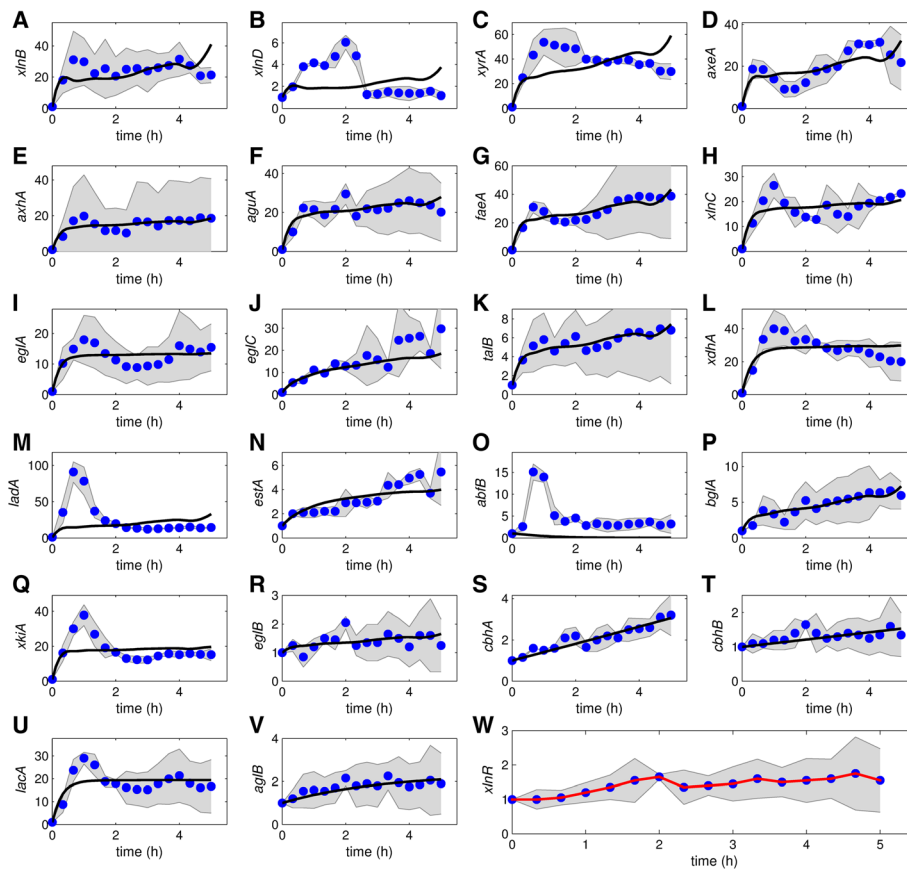 A B C D
xlnB 40 20 0 0 2 4 time (h)
xlnD 8 6 4 2 0 0 2 4 time (h)
xyrA 60 40 20 0 0 2 4 time (h)
axeA 40 20 0 0 2 4 time (h)
E F G H
axhA 40 20 0 0 2 4 time (h)
aguA 40 20 0 0 2 4 time (h)
faeA 60 40 20 0 0 2 4 time (h)
xlnC 30 20 10 0 0 2 4 time (h)
I J K L
eglA 20 10 0 0 2 4 time (h)
eglC 30 20 10 0 0 2 4 time (h)
talB 8 6 4 2 0 0 2 4 time (h)
xdhA 40 20 0 0 2 4 time (h)
M N O P
ladA 100 50 0 0 2 4 time (h)
estA 6 4 2 0 0 2 4 time (h)
abfB 15 10 5 0 0 2 4 time (h)
bglA 10 5 0 0 2 4 time (h)
Q R S T
xkiA 40 20 0 0 2 4 time (h)
eglB 3 2 1 0 0 2 4 time (h)
cbhA 4 2 0 0 2 4 time (h)
cbhB 2 1 0 0 2 4 time (h)
U V W
lacA 30 20 10 0 0 2 4 time (h)
aglB 4 2 0 0 2 4 time (h)
xlnR 3 2 1 0 0 1 2 3 4 5 time (h)